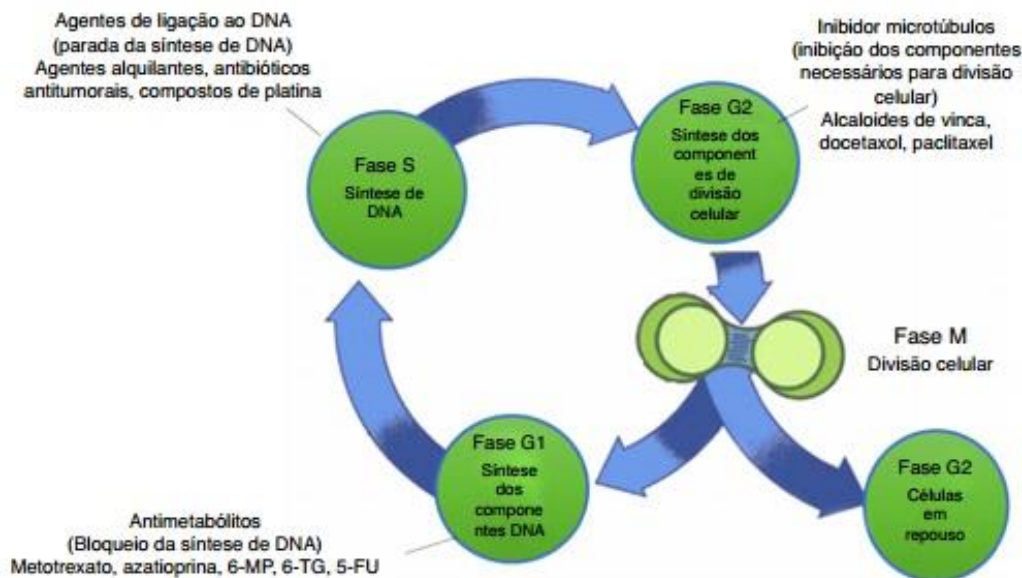 Agentes de ligação ao DNA
(parada da síntese de DNA)
Agentes alquilantes, antibióticos
antitumorais, compostos de platina
Inibidor microtúbulos
(inibição dos componentes
necessários para divisão
celular)
Alcaloides de vinca,
docetaxol, paclitaxel
Fase S
Síntese de
DNA
Fase G2
Síntese dos
component
es de
divisão
celular
Fase M
Divisão celular
Fase G1
Síntese
dos
compone
ntes DNA
Fase G2
Células
em
repouso
Antimetabólitos
(Bloqueio da síntese de DNA)
Metotrexato, azatioprina, 6-MP, 6-TG, 5-FU